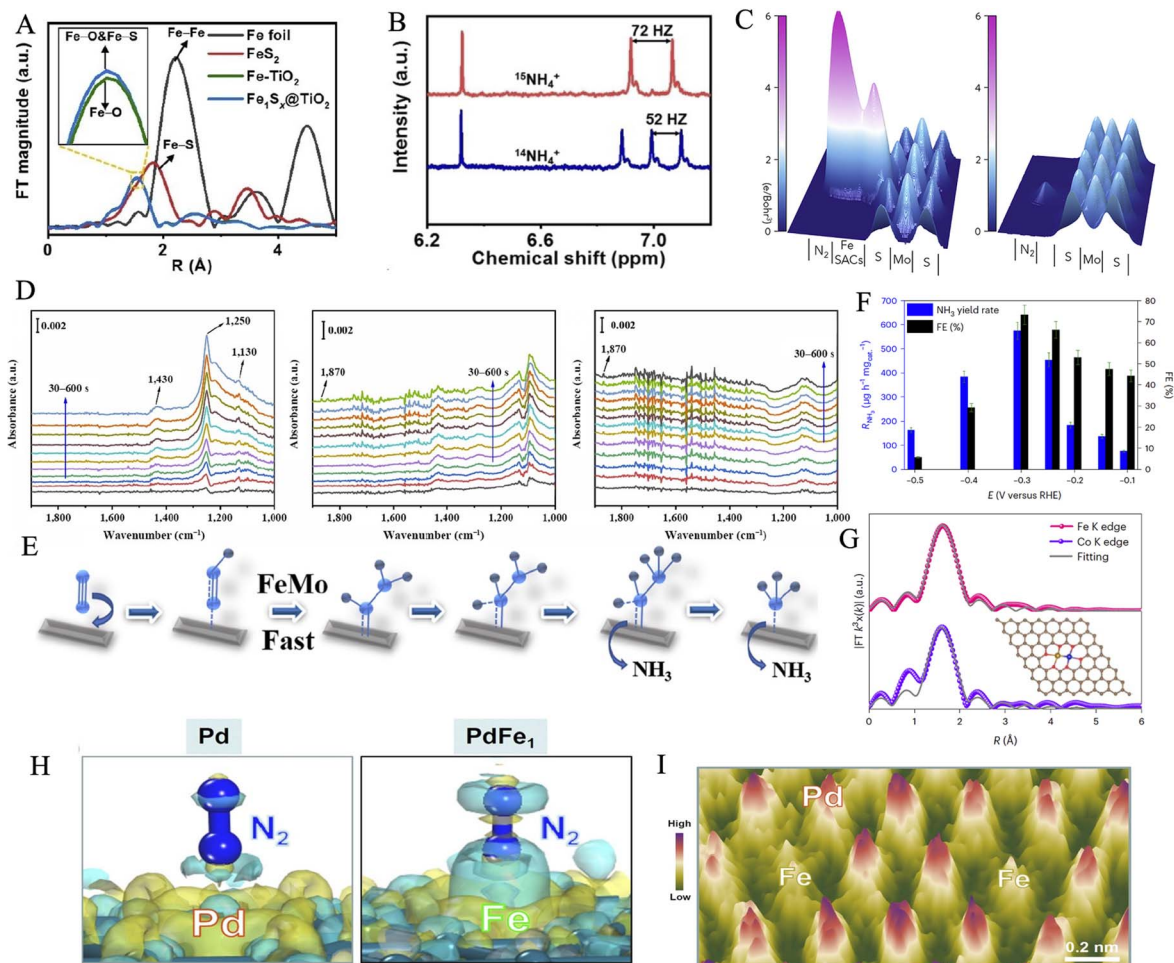 A
Fe–O&Fe–S
Fe–O
Fe–Fe
Fe–S
Fe foil
FeS₂
Fe-TiO₂
Fe₁Sₓ@TiO₂
FT magnitude (a.u.)
0 2 4
R (Å)
B
72 HZ
¹⁵NH₄⁺
52 HZ
¹⁴NH₄⁺
Intensity (a.u.)
6.2 6.6 7.0
Chemical shift (ppm)
C
6
4
2
0
(e/Bohr³)
N₂ Fe SACs S Mo S
6
4
2
0
N₂ S Mo S
D
0.002
1,250
1,130
1,430
30–600 s
Absorbance (a.u.)
1,800 1,600 1,400 1,200 1,000
Wavenumber (cm⁻¹)
0.002
1,870
30–600 s
Absorbance (a.u.)
1,800 1,600 1,400 1,200 1,000
Wavenumber (cm⁻¹)
0.002
1,870
30–600 s
Absorbance (a.u.)
1,800 1,600 1,400 1,200 1,000
Wavenumber (cm⁻¹)
E
FeMo
Fast
NH₃
NH₃
F
NH₃ yield rate
FE (%)
700
600
500
400
300
200
100
0
R_NH₃ (μg h⁻¹ mg_cat.⁻¹)
80
70
60
50
40
30
20
10
0
FE (%)
–0.5 –0.4 –0.3 –0.2 –0.1
E (V versus RHE)
G
Fe K edge
Co K edge
Fitting
|FT k³χ(k)| (a.u.)
0 1 2 3 4 5 6
R (Å)
H
Pd
N₂
Pd
PdFe₁
N₂
Fe
I
High
Low
Pd
Fe
Fe
0.2 nm